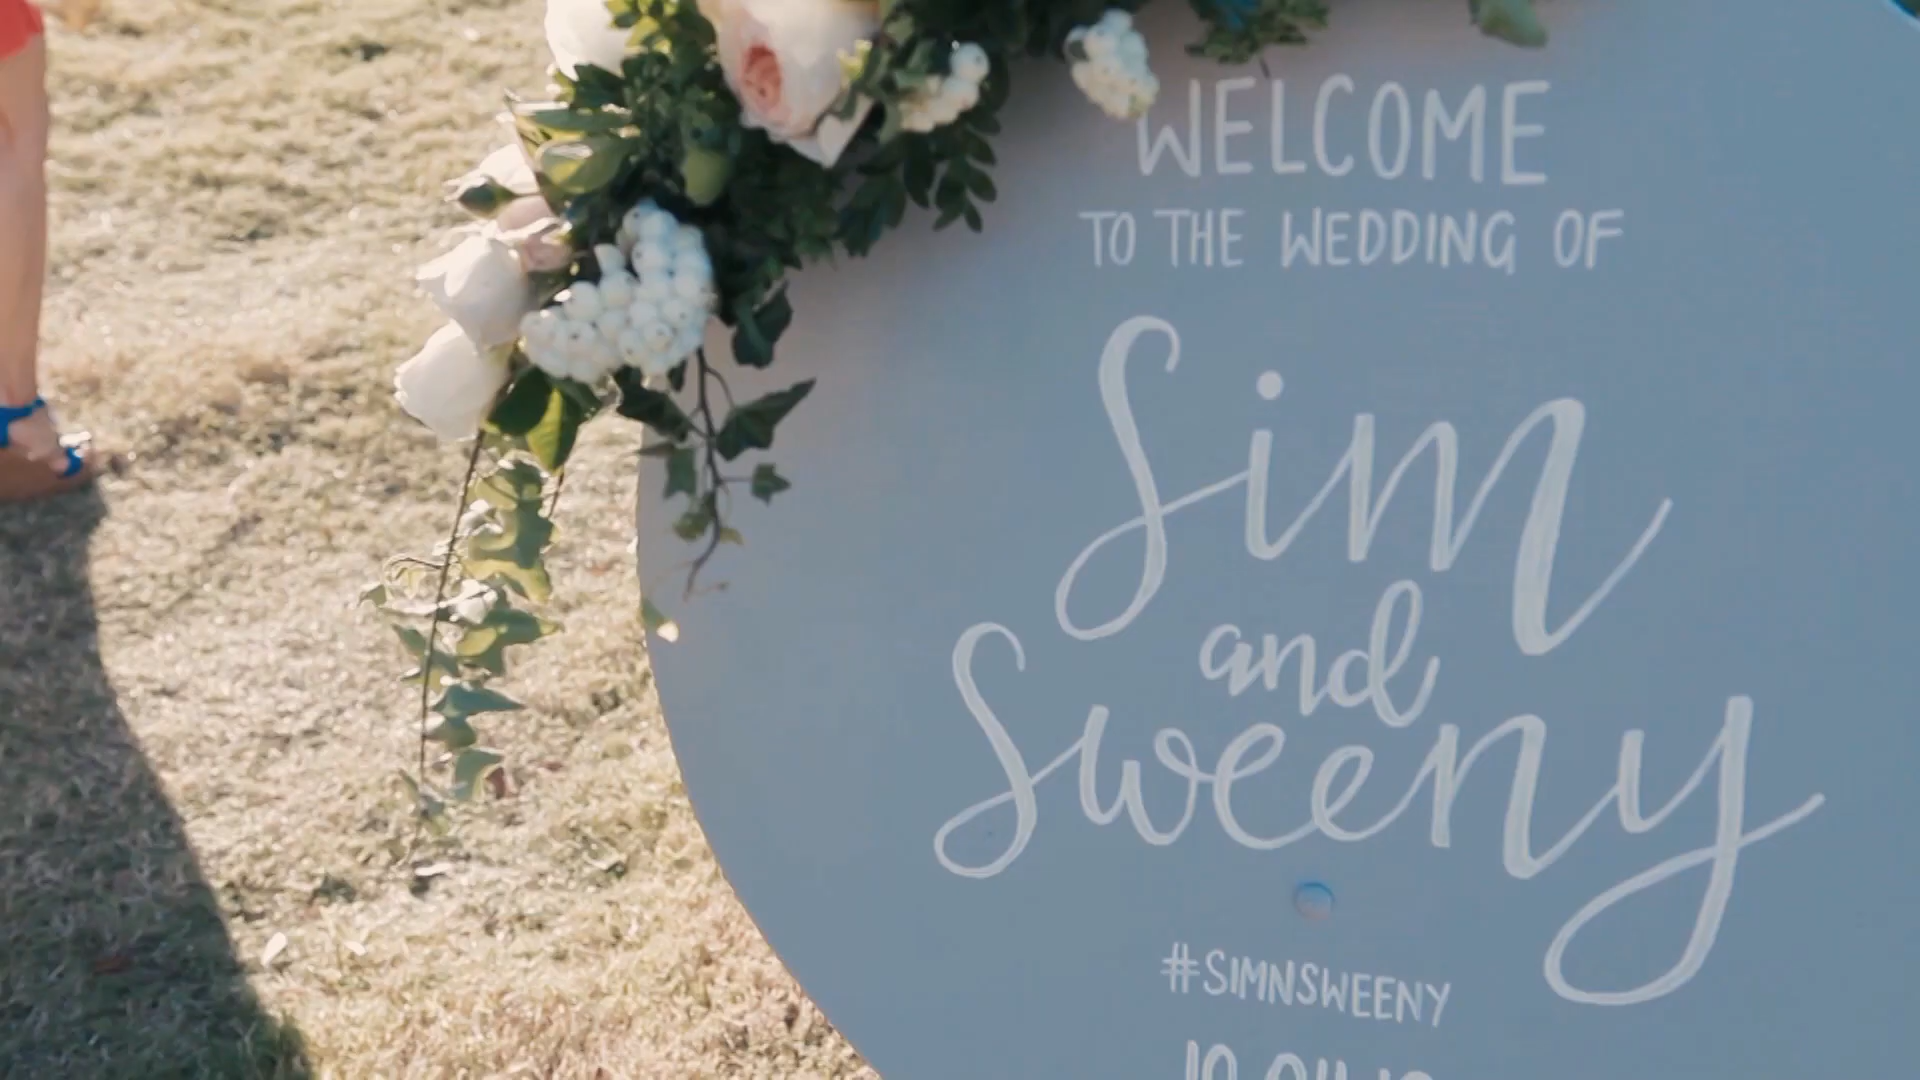 WELCOME
TO THE WEDDING OF
Sim
and
Sweeny
#SIMNSWEENY